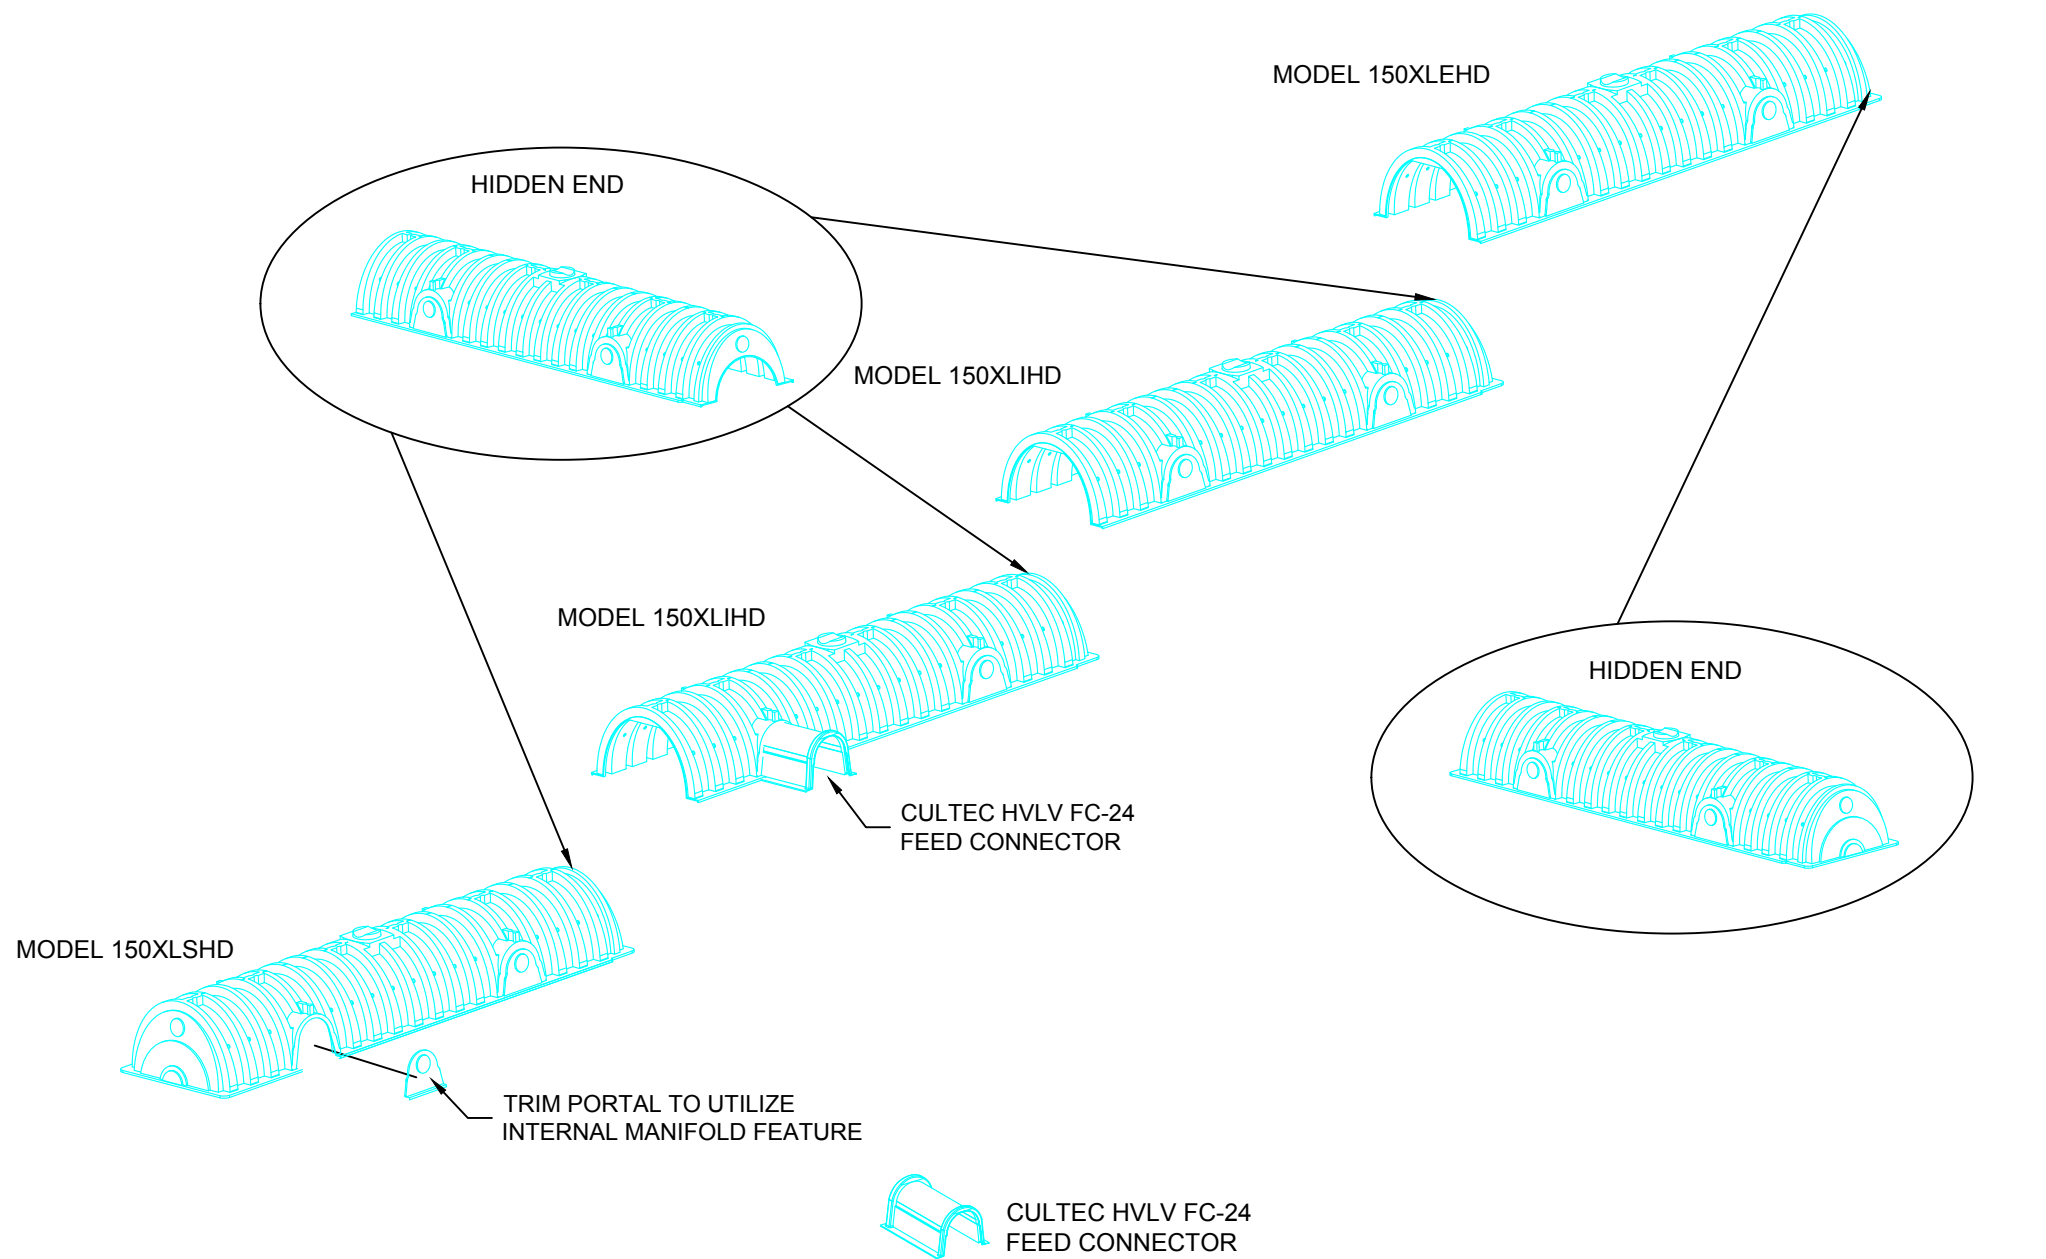 MODEL 150XLEHD
HIDDEN END
MODEL 150XLIHD
MODEL 150XLIHD
HIDDEN END
CULTEC HVLV FC-24
FEED CONNECTOR
MODEL 150XLSHD
TRIM PORTAL TO UTILIZE
INTERNAL MANIFOLD FEATURE
CULTEC HVLV FC-24
FEED CONNECTOR